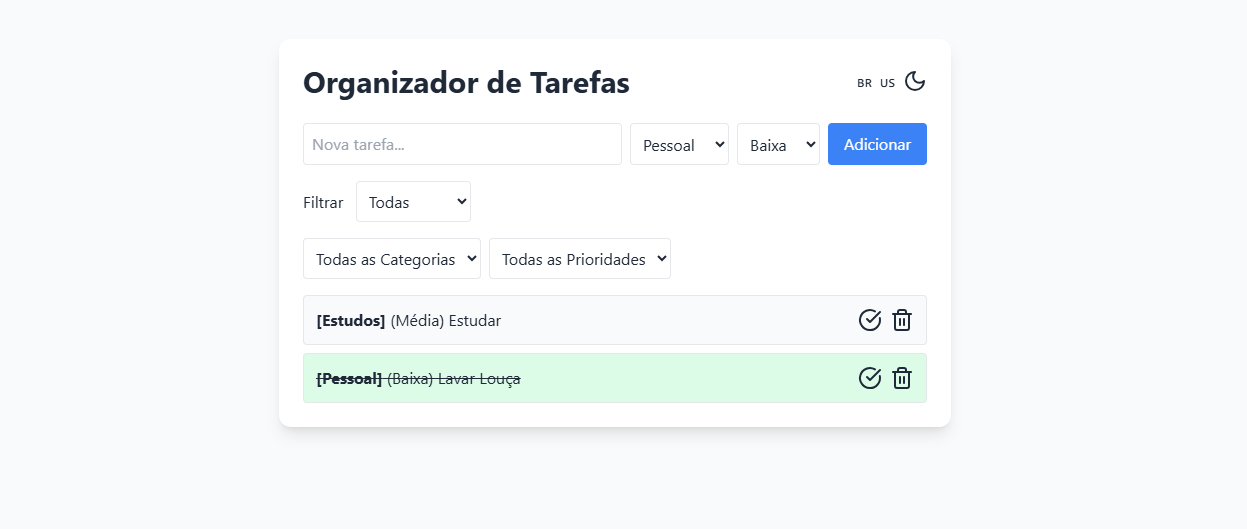 Organizador de Tarefas BR US
Nova tarefa... Pessoal Baixa Adicionar
Filtrar Todas
Todas as Categorias Todas as Prioridades
[Estudos] (Média) Estudar
[Pessoal] (Baixa) Lavar Louça